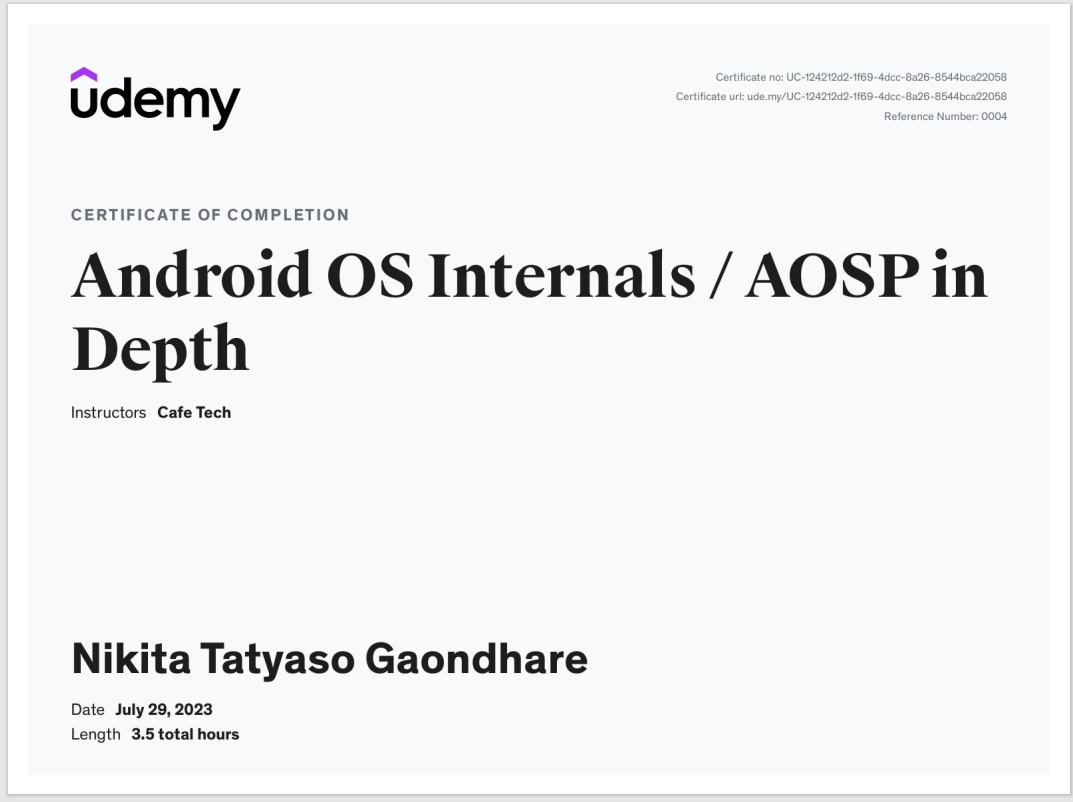 udemy
Certificate no: UC-124212d2-1f69-4dcc-8a26-8544bca22058
Certificate url: ude.my/UC-124212d2-1f69-4dcc-8a26-8544bca22058
Reference Number: 0004
CERTIFICATE OF COMPLETION
Android OS Internals / AOSP in
Depth
Instructors Cafe Tech
Nikita Tatyaso Gaondhare
Date July 29, 2023
Length 3.5 total hours